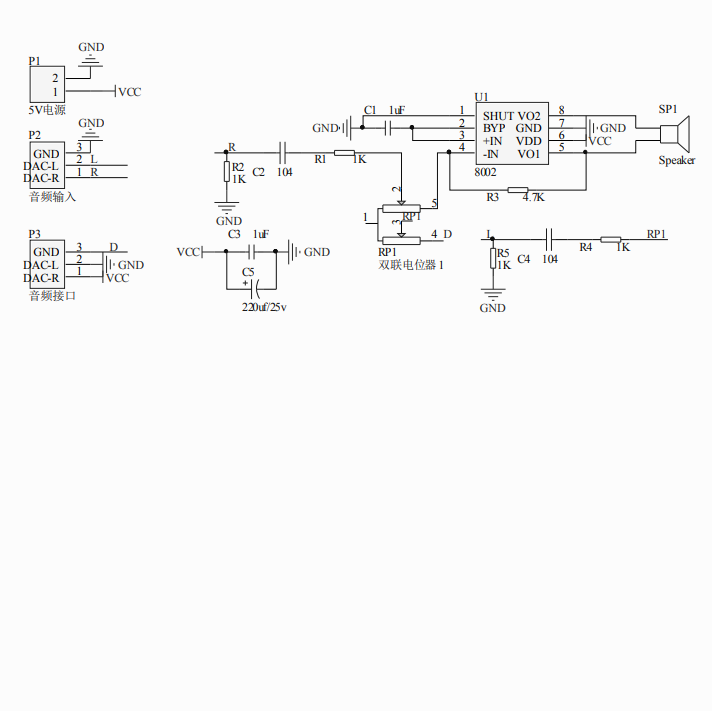 P1
GND
2
1
VCC
5V电源
P2
GND
GND
3
DAC-L
2
L
DAC-R
1
R
音频输入
P3
GND
3
D
DAC-L
2
GND
DAC-R
1
VCC
音频接口
R
R2
1K
C2
104
GND
R1
1K
C1
1uF
GND
U1
1
SHUT
VO2
8
2
BYP
GND
7
GND
3
+IN
VDD
6
VCC
4
-IN
VO1
5
8002
SP1
Speaker
R3
4.7K
2
5
RP1
1
3
4
D
RP1
双联电位器1
C3
1uF
VCC
GND
C5
+
220uf/25v
L
R5
1K
C4
104
GND
R4
1K
RP1